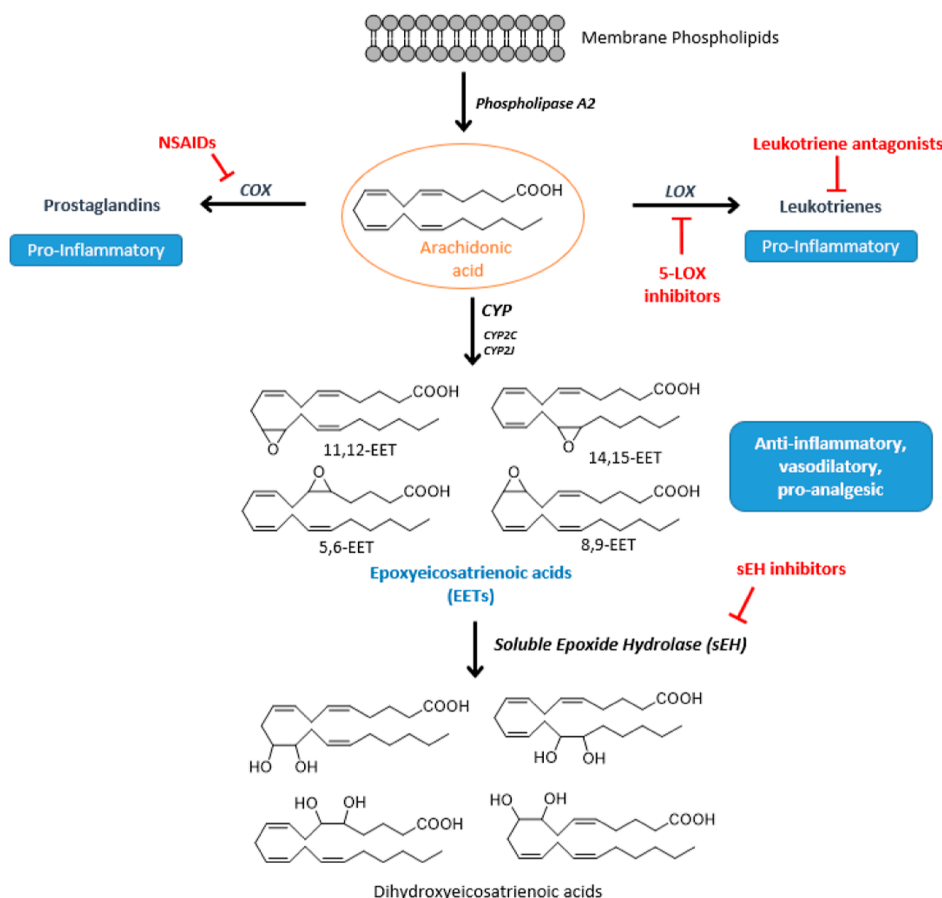 Membrane Phospholipids
Phospholipase A2
NSAIDs
Leukotriene antagonists
COX
COOH
LOX
Prostaglandins
Leukotrienes
Pro-Inflammatory
Arachidonic
acid
5-LOX
inhibitors
Pro-Inflammatory
CYP
CYP2C
CYP2J
COOH
O
11,12-EET
COOH
O
14,15-EET
Anti-inflammatory,
vasodilatory,
pro-analgesic
O
COOH
5,6-EET
O
COOH
8,9-EET
Epoxyeicosatrienoic acids
(EETs)
sEH inhibitors
Soluble Epoxide Hydrolase (sEH)
COOH
HO OH
COOH
HO OH
HO OH
COOH
HO OH
COOH
Dihydroxyeicosatrienoic acids